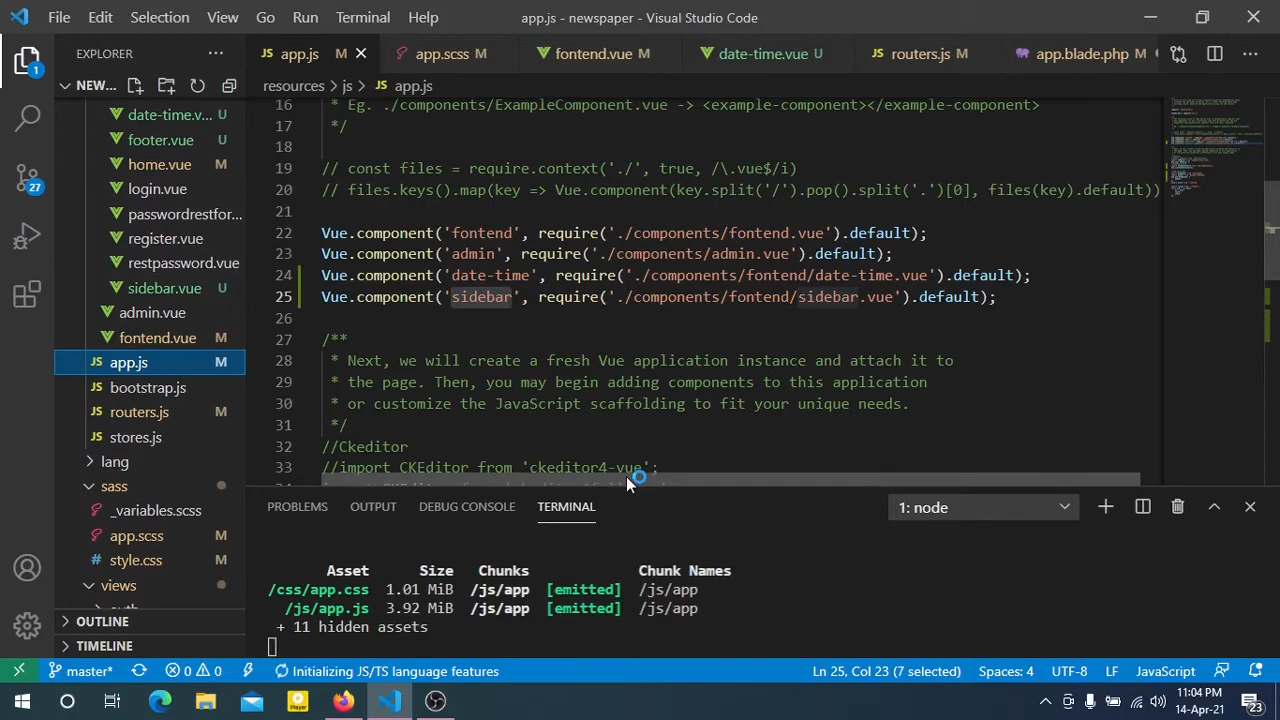 File Edit Selection View Go Run Terminal Help app.js - newspaper - Visual Studio Code
EXPLORER
app.js M app.scss M fontend.vue M date-time.vue U routers.js M app.blade.php M
NEW...
resources > js > JS app.js
date-time.v... U
footer.vue U
home.vue M
login.vue
passwordrestfor...
register.vue
restpassword.vue
sidebar.vue U
admin.vue
fontend.vue M
JS app.js M
JS bootstrap.js
JS routers.js M
JS stores.js
lang
sass
_variables.scss
app.scss M
# style.css M
views
OUTLINE
TIMELINE
16 * Eg. ./components/ExampleComponent.vue -> <example-component></example-component>
17 */
18
19 // const files = require.context('./', true, /\.vue$/i)
20 // files.keys().map(key => Vue.component(key.split('/').pop().split('.')[0], files(key).default))
21
22 Vue.component('fontend', require('./components/fontend.vue').default);
23 Vue.component('admin', require('./components/admin.vue').default);
24 Vue.component('date-time', require('./components/fontend/date-time.vue').default);
25 Vue.component('sidebar', require('./components/fontend/sidebar.vue').default);
26
27 /**
28 * Next, we will create a fresh Vue application instance and attach it to
29 * the page. Then, you may begin adding components to this application
30 * or customize the JavaScript scaffolding to fit your unique needs.
31 */
32 //Ckeditor
33 //import CKEditor from 'ckeditor4-vue';
PROBLEMS OUTPUT DEBUG CONSOLE TERMINAL 1: node
Asset Size Chunks Chunk Names
/css/app.css 1.01 MiB /js/app [emitted] /js/app
/js/app.js 3.92 MiB /js/app [emitted] /js/app
+ 11 hidden assets
1
27
master* 0 0 Initializing JS/TS language features Ln 25, Col 23 (7 selected) Spaces: 4 UTF-8 LF JavaScript
iPlayer
11:04 PM
14-Apr-21
23